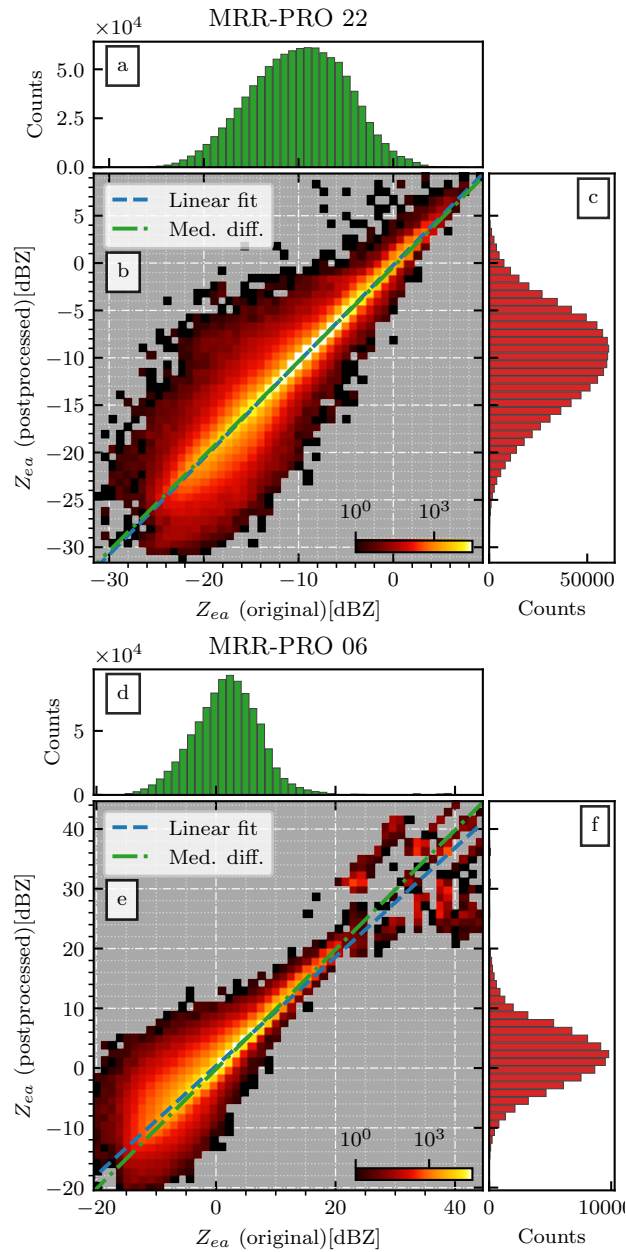 MRR-PRO 22
×10⁴
a
Counts
5.0
2.5
0.0
Linear fit
Med. diff.
b
c
Z_ea (postprocessed)[dBZ]
5
0
−5
−10
−15
−20
−25
−30
10⁰ 10³
−30 −20 −10 0
Z_ea (original)[dBZ]
0 50000
Counts
MRR-PRO 06
×10⁴
d
Counts
5
0
Linear fit
Med. diff.
e
f
Z_ea (postprocessed)[dBZ]
40
30
20
10
0
−10
−20
10⁰ 10³
−20 0 20 40
Z_ea (original)[dBZ]
0
Counts